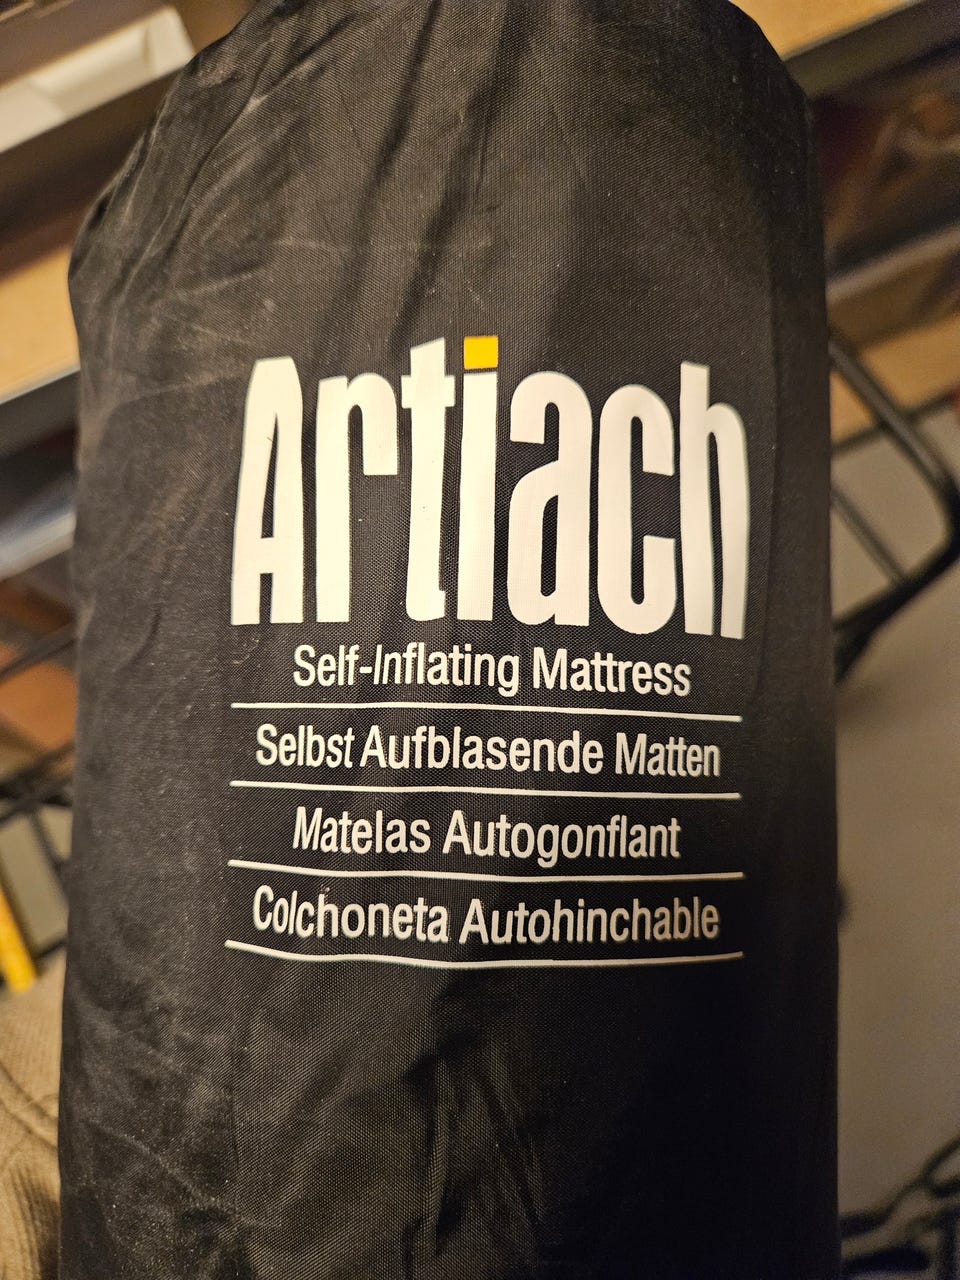 Artiach
Self-Inflating Mattress
Selbst Aufblasende Matten
Matelas Autogonflant
Colchoneta Autohinchable